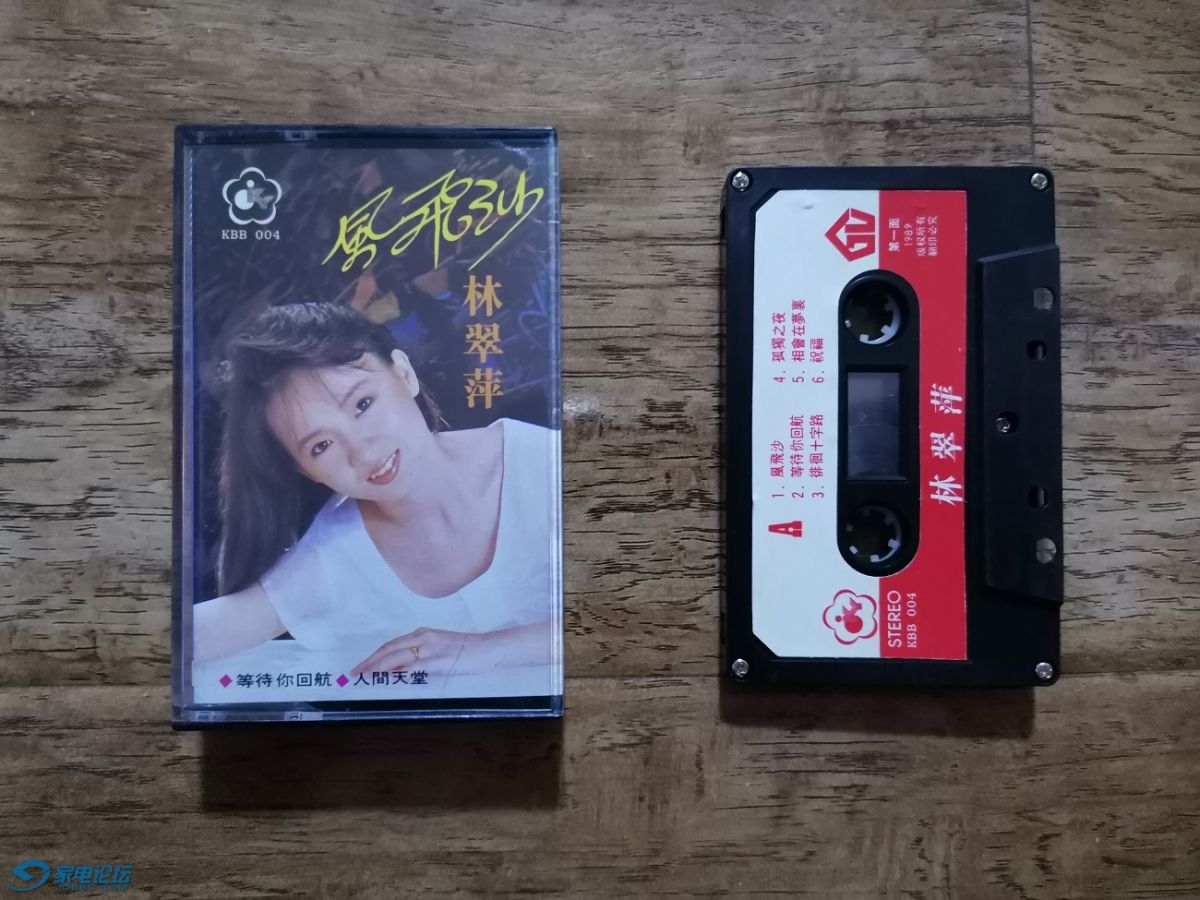 KBB 004
風飛沙
林翠萍
◆等待你回航◆人間天堂
第一面
1989
版权所有
翻印必究
A
1. 風飛沙
2. 等待你回航
3. 徘徊十字路
4. 孤獨之夜
5. 相會在夢裏
6. 祝福
林翠萍
STEREO
KBB 004
家电论坛
JDBBS.COM